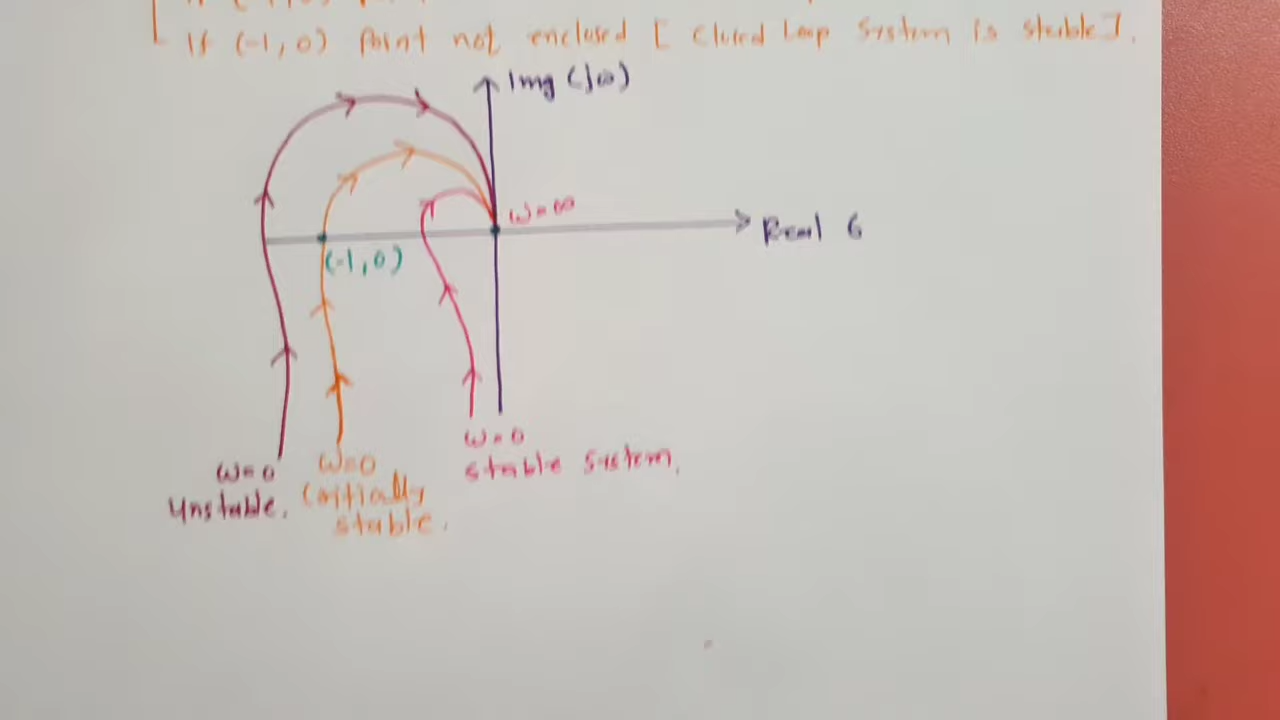 If (-1, 0) Point not enclosed [ Closed Loop System is stable].
Img (jω)
ω=∞
Real G
(-1, 0)
ω=0
stable system.
ω=0
Unstable.
ω=0
Critically
stable.